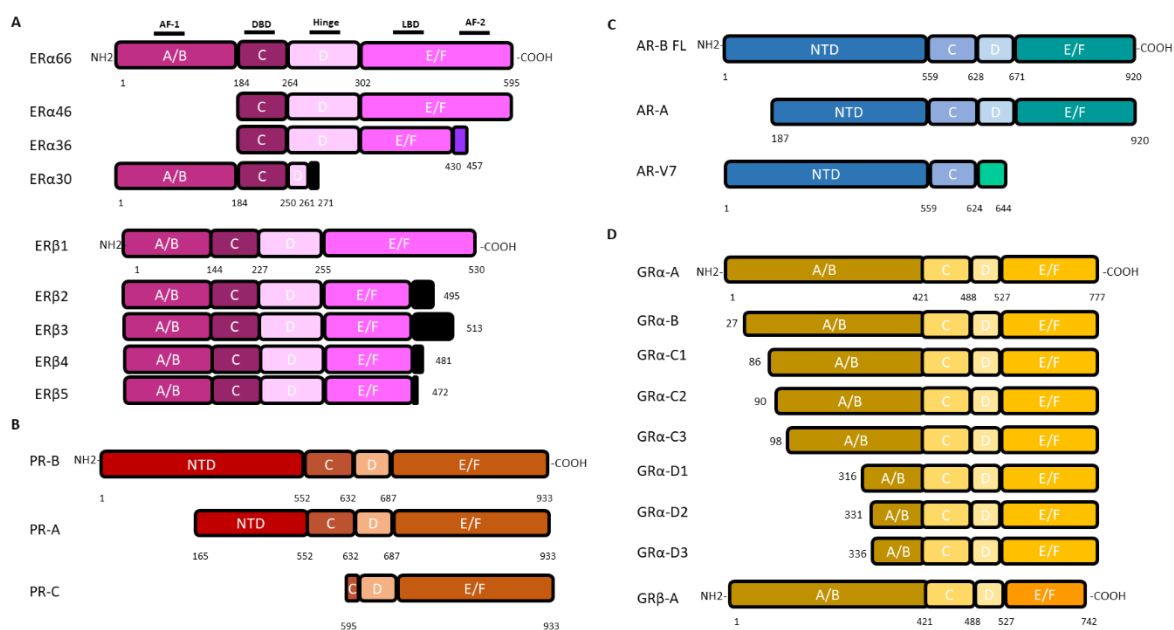 A
AF-1 DBD Hinge LBD AF-2
ERα66 NH2 A/B C D E/F -COOH
1 184 264 302 595
ERα46 C D E/F
ERα36 C D E/F
430 457
ERα30 A/B C D
1 184 250 261 271
ERβ1 NH2- A/B C D E/F -COOH
1 144 227 255 530
ERβ2 A/B C D E/F 495
ERβ3 A/B C D E/F 513
ERβ4 A/B C D E/F 481
ERβ5 A/B C D E/F 472
B
PR-B NH2- NTD C D E/F -COOH
1 552 632 687 933
PR-A NTD C D E/F
165 552 632 687 933
PR-C C D E/F
595 933
C
AR-B FL NH2- NTD C D E/F -COOH
1 559 628 671 920
AR-A NTD C D E/F
187 920
AR-V7 NTD C
1 559 624 644
D
GRα-A NH2- A/B C D E/F -COOH
1 421 488 527 777
GRα-B 27 A/B C D E/F
GRα-C1 86 A/B C D E/F
GRα-C2 90 A/B C D E/F
GRα-C3 98 A/B C D E/F
GRα-D1 316 A/B C D E/F
GRα-D2 331 A/B C D E/F
GRα-D3 336 A/B C D E/F
GRβ-A NH2- A/B C D E/F -COOH
1 421 488 527 742